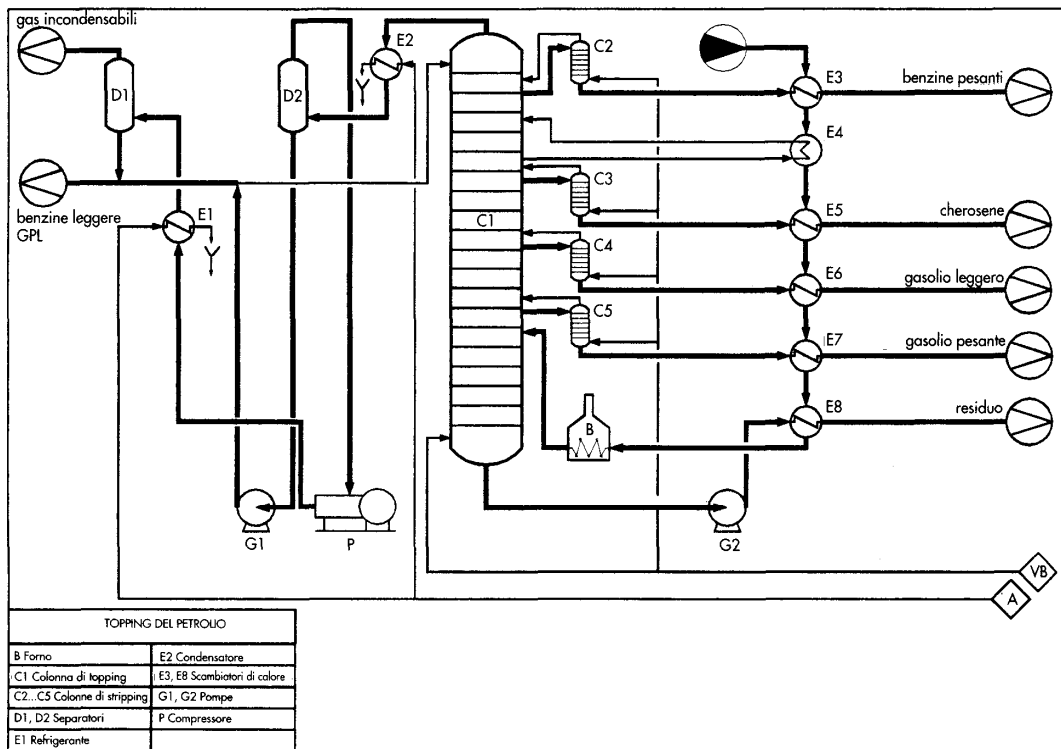 gas incondensabili
D1
D2
E2
C2
E3
benzine pesanti
E4
benzine leggere
GPL
E1
C1
C3
E5
cherosene
C4
E6
gasolio leggero
C5
E7
gasolio pesante
B
E8
residuo
G1
P
G2
VB
A
TOPPING DEL PETROLIO
B Forno
E2 Condensatore
C1 Colonna di topping
E3, E8 Scambiatori di calore
C2...C5 Colonne di stripping
G1, G2 Pompe
D1, D2 Separatori
P Compressore
E1 Refrigerante